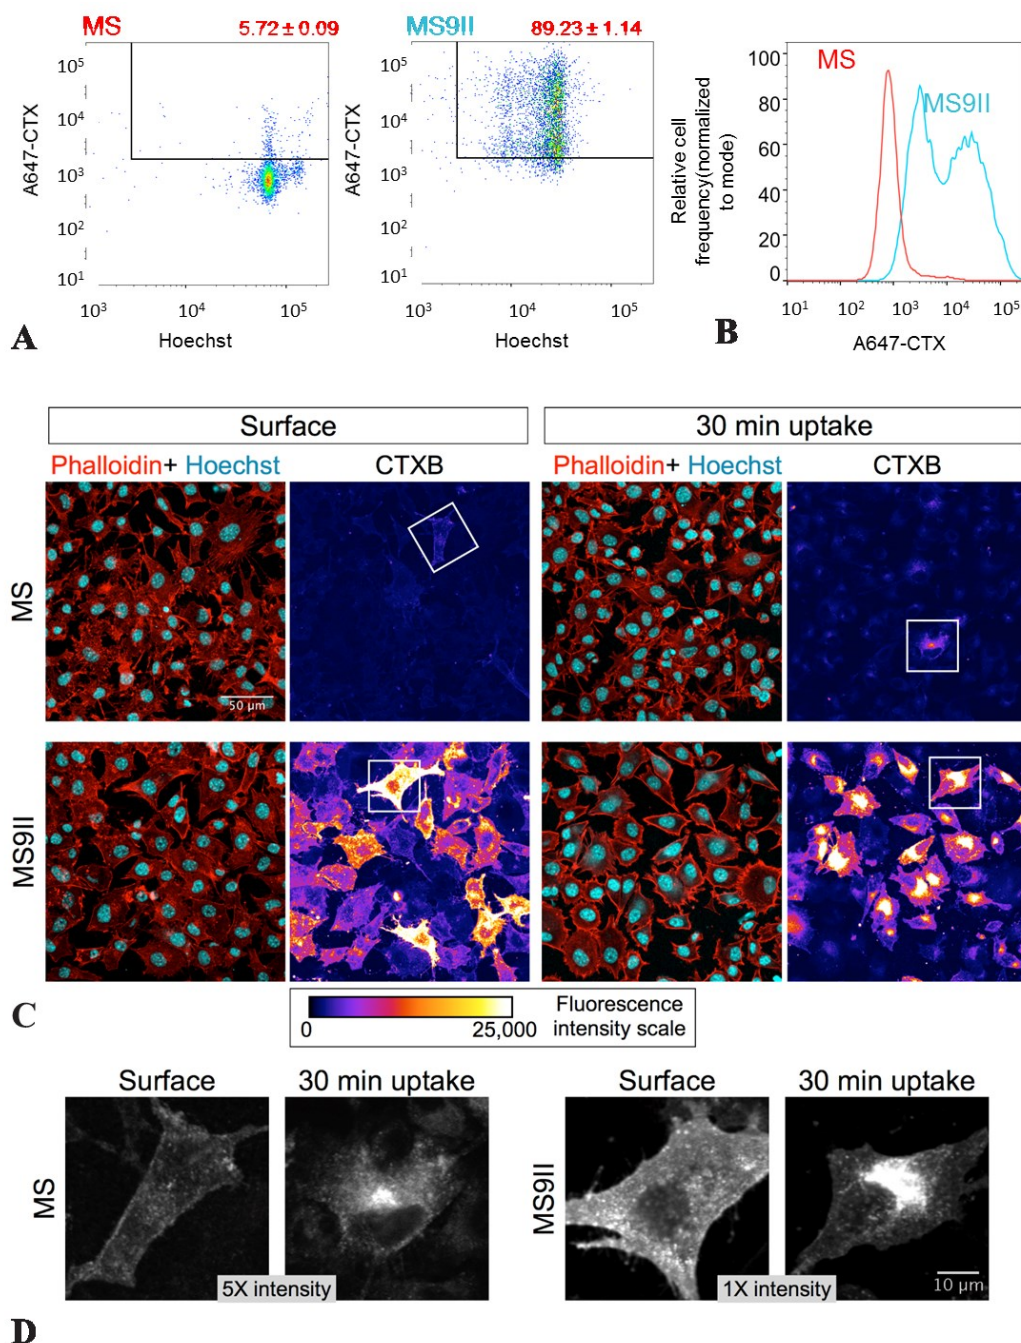 MS 5.72 ± 0.09
MS9II 89.23 ± 1.14
A647-CTX
10⁵
10⁴
10³
10²
10¹
10³ 10⁴ 10⁵
Hoechst
A647-CTX
10⁵
10⁴
10³
10²
10¹
10³ 10⁴ 10⁵
Hoechst
A
Relative cell
frequency(normalized
to mode)
100
80
60
40
20
0
MS
MS9II
10¹ 10² 10³ 10⁴ 10⁵
A647-CTX
B
Surface 30 min uptake
Phalloidin+ Hoechst CTXB Phalloidin+ Hoechst CTXB
MS
50 µm
MS9II
C
0 25,000
Fluorescence
intensity scale
Surface 30 min uptake Surface 30 min uptake
MS
5X intensity
MS9II
1X intensity
10 µm
D